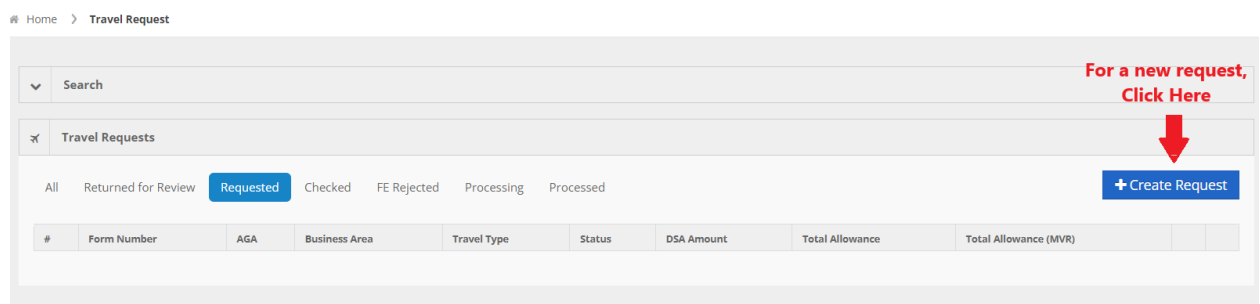 Home > Travel Request
For a new request,
Click Here
Search
Travel Requests
All Returned for Review Requested Checked FE Rejected Processing Processed
+ Create Request
# Form Number AGA Business Area Travel Type Status DSA Amount Total Allowance Total Allowance (MVR)